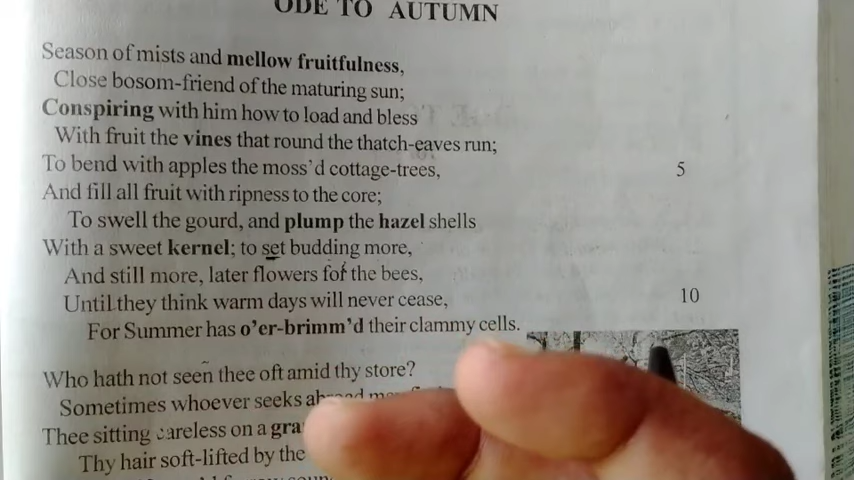 ODE TO AUTUMN
Season of mists and mellow fruitfulness,
Close bosom-friend of the maturing sun;
Conspiring with him how to load and bless
With fruit the vines that round the thatch-eaves run;
To bend with apples the moss'd cottage-trees, 5
And fill all fruit with ripness to the core;
To swell the gourd, and plump the hazel shells
With a sweet kernel; to set budding more,
And still more, later flowers for the bees,
Until they think warm days will never cease, 10
For Summer has o'er-brimm'd their clammy cells.
Who hath not seen thee oft amid thy store?
Sometimes whoever seeks
Thee sitting careless on a
Thy hair soft-lifted by the